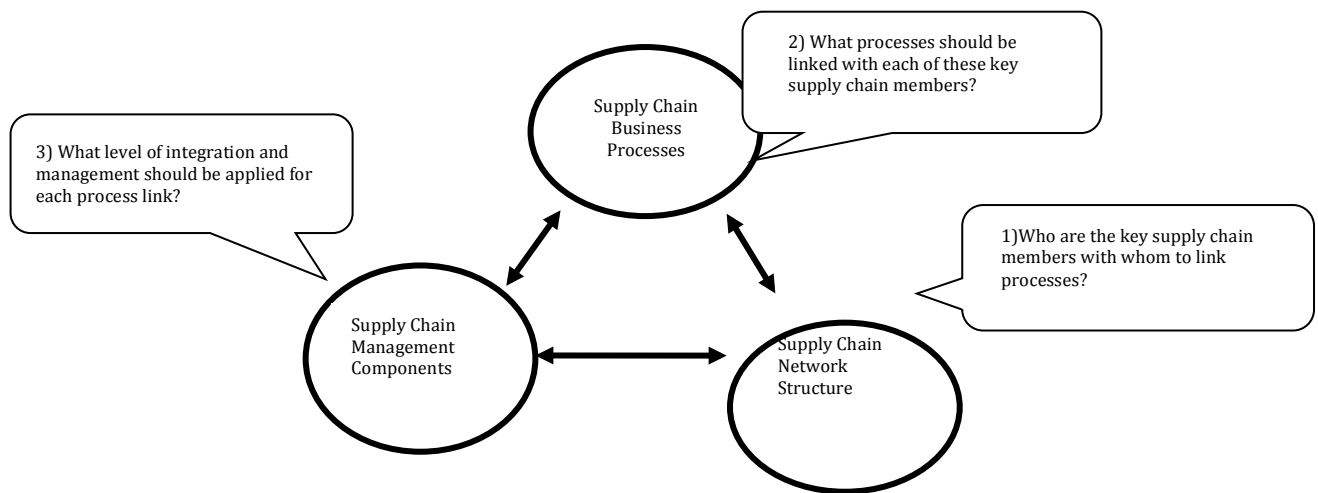 2) What processes should be
linked with each of these key
supply chain members?
Supply Chain
Business
Processes
3) What level of integration and
management should be applied for
each process link?
1)Who are the key supply chain
members with whom to link
processes?
Supply Chain
Management
Components
Supply Chain
Network
Structure